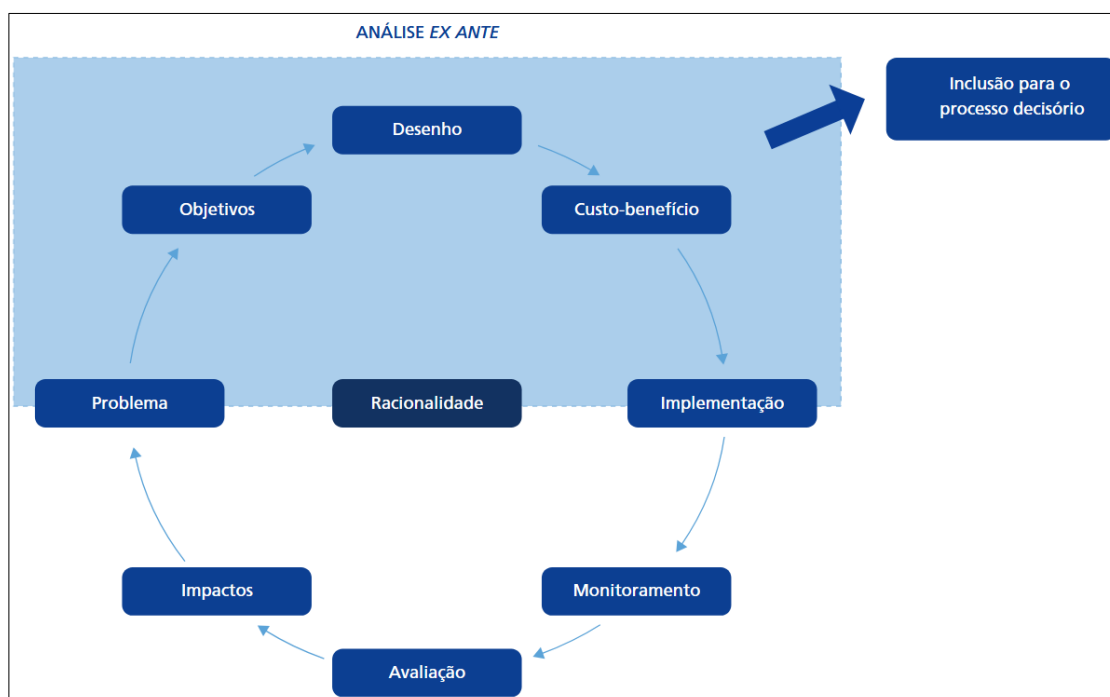 ANÁLISE EX ANTE
Inclusão para o
processo decisório
Desenho
Objetivos
Custo-benefício
Problema
Racionalidade
Implementação
Impactos
Monitoramento
Avaliação